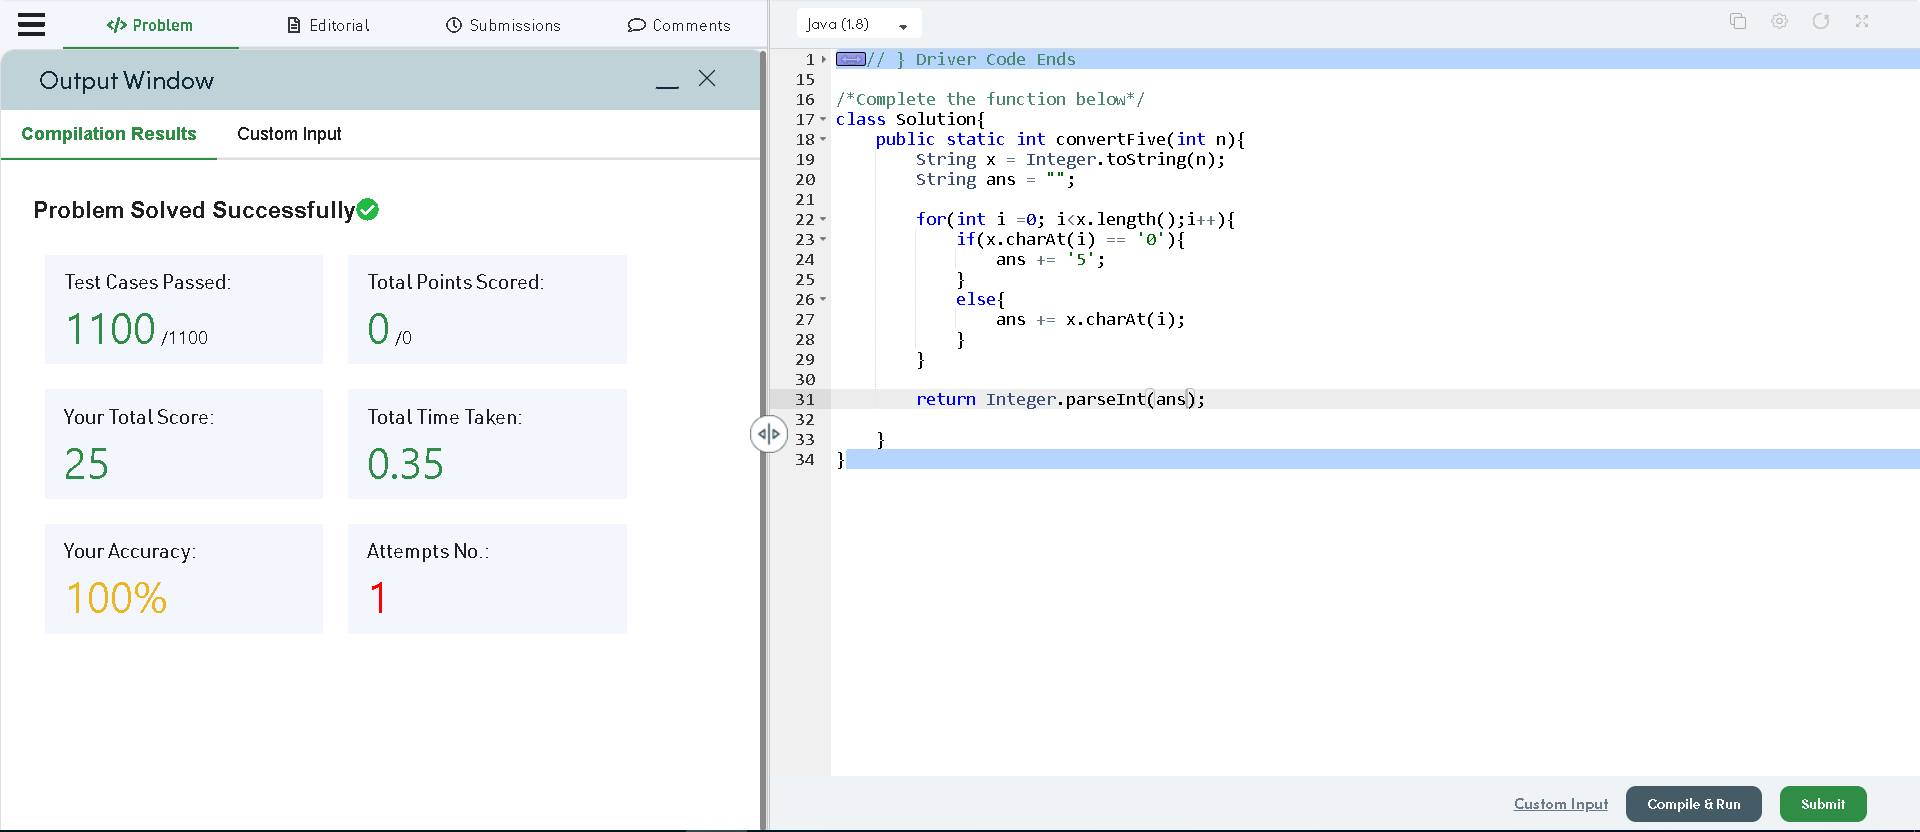 Problem
Editorial
Submissions
Comments
Output Window
Compilation Results
Custom Input
Problem Solved Successfully
Test Cases Passed:
1100 /1100
Total Points Scored:
0 /0
Your Total Score:
25
Total Time Taken:
0.35
Your Accuracy:
100%
Attempts No.:
1
Java (1.8)
1 // } Driver Code Ends
15
16 /*Complete the function below*/
17 class Solution{
18 public static int convertFive(int n){
19 String x = Integer.toString(n);
20 String ans = "";
21
22 for(int i =0; i<x.length();i++){
23 if(x.charAt(i) == '0'){
24 ans += '5';
25 }
26 else{
27 ans += x.charAt(i);
28 }
29 }
30
31 return Integer.parseInt(ans);
32
33 }
34 }
Custom Input
Compile & Run
Submit